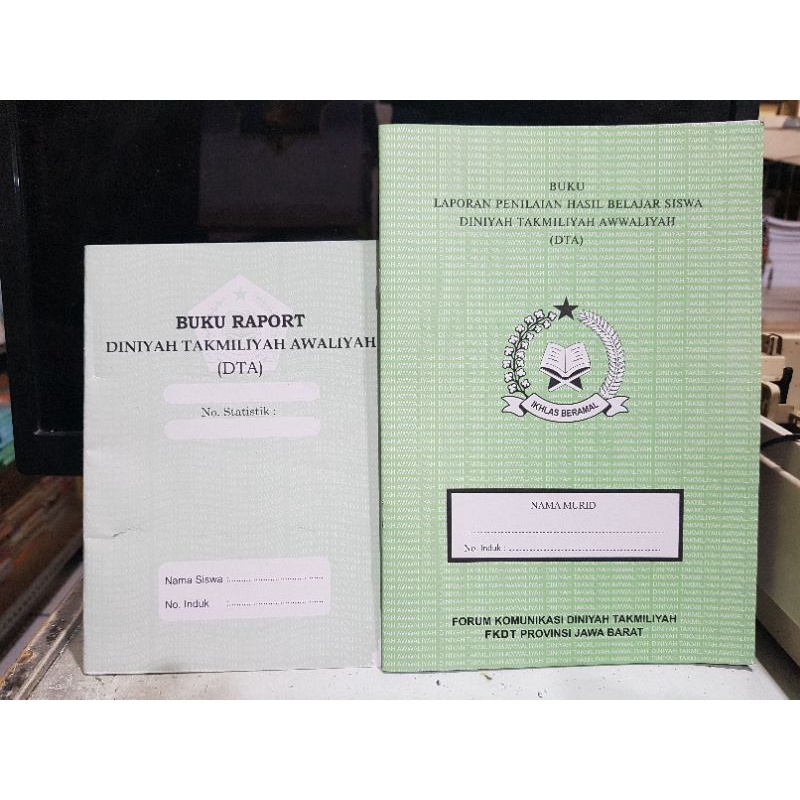 BUKU RAPORT
DINIYAH TAKMILIYAH AWALIYAH
(DTA)
No. Statistik :
Nama Siswa :
No. Induk :
BUKU
LAPORAN PENILAIAN HASIL BELAJAR SISWA
DINIYAH TAKMILIYAH AWWALIYAH
(DTA)
IKHLAS BERAMAL
NAMA MURID
No. Induk :
FORUM KOMUNIKASI DINIYAH TAKMILIYAH
FKDT PROVINSI JAWA BARAT